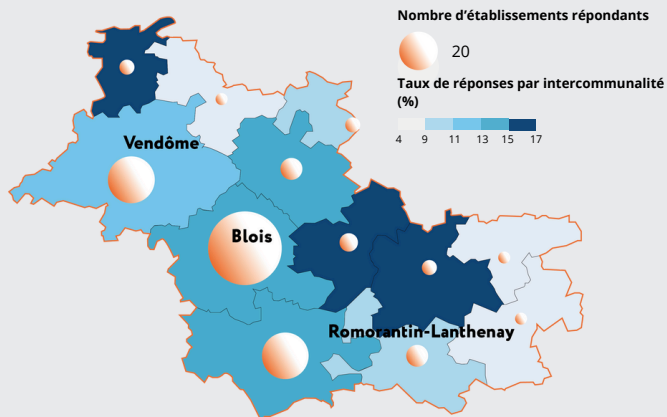 Nombre d’établissements répondants
20
Taux de réponses par intercommunalité
(%)
4 9 11 13 15 17
Vendôme
Blois
Romorantin-Lanthenay